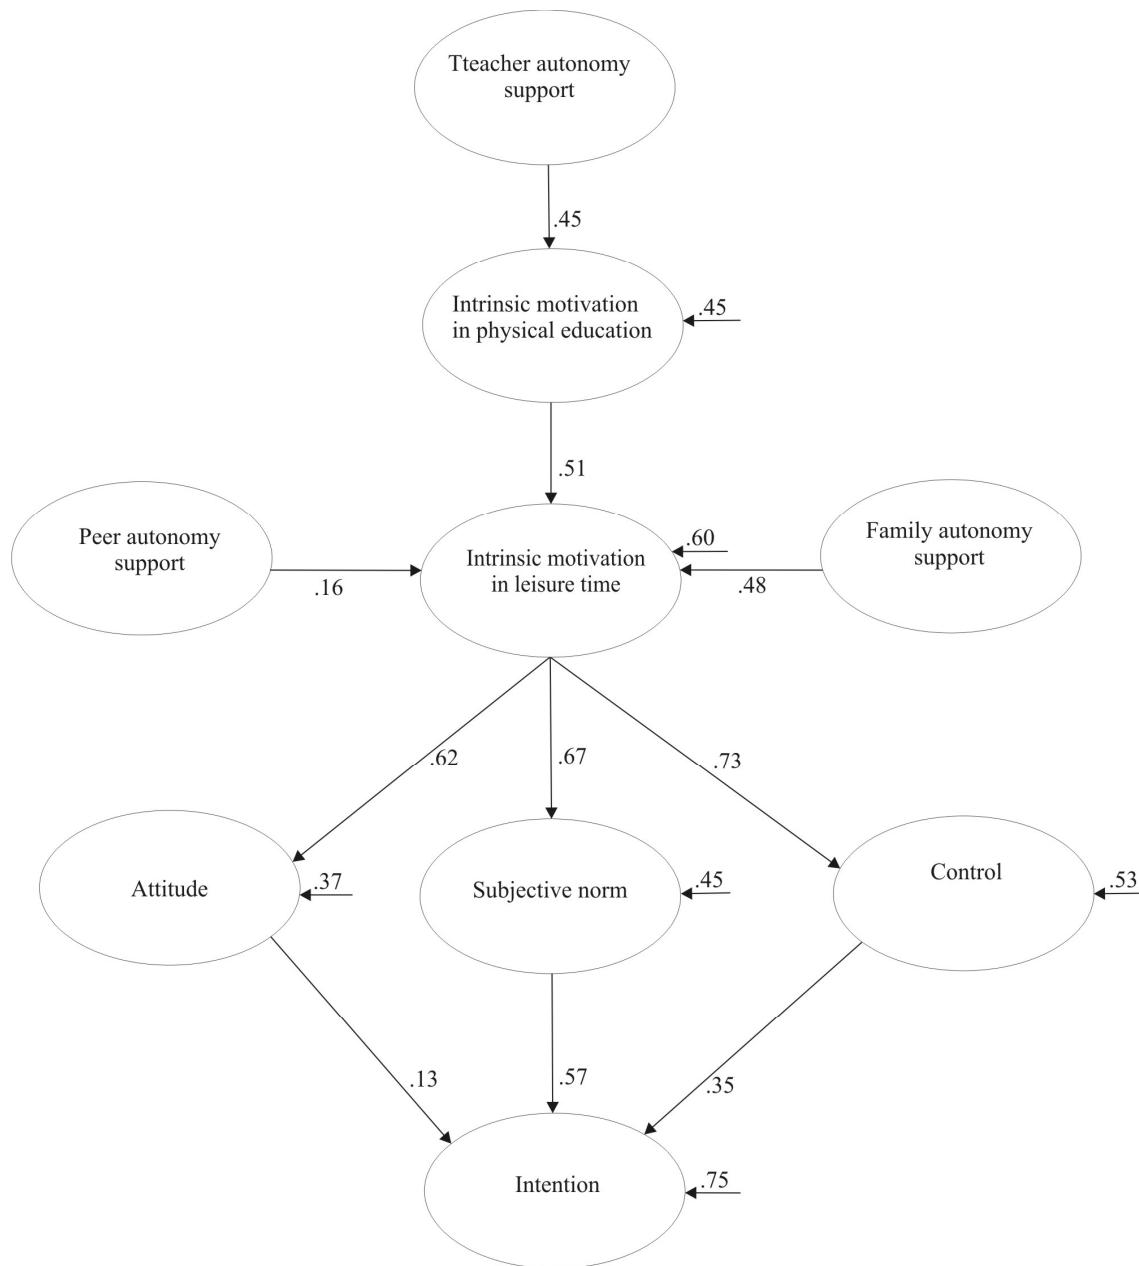 Tteacher autonomy
support
.45
Intrinsic motivation
in physical education
.45
.51
Peer autonomy
support
.16
Intrinsic motivation
in leisure time
.60
.48
Family autonomy
support
.62
.67
.73
Attitude
.37
Subjective norm
.45
Control
.53
.13
.57
.35
Intention
.75